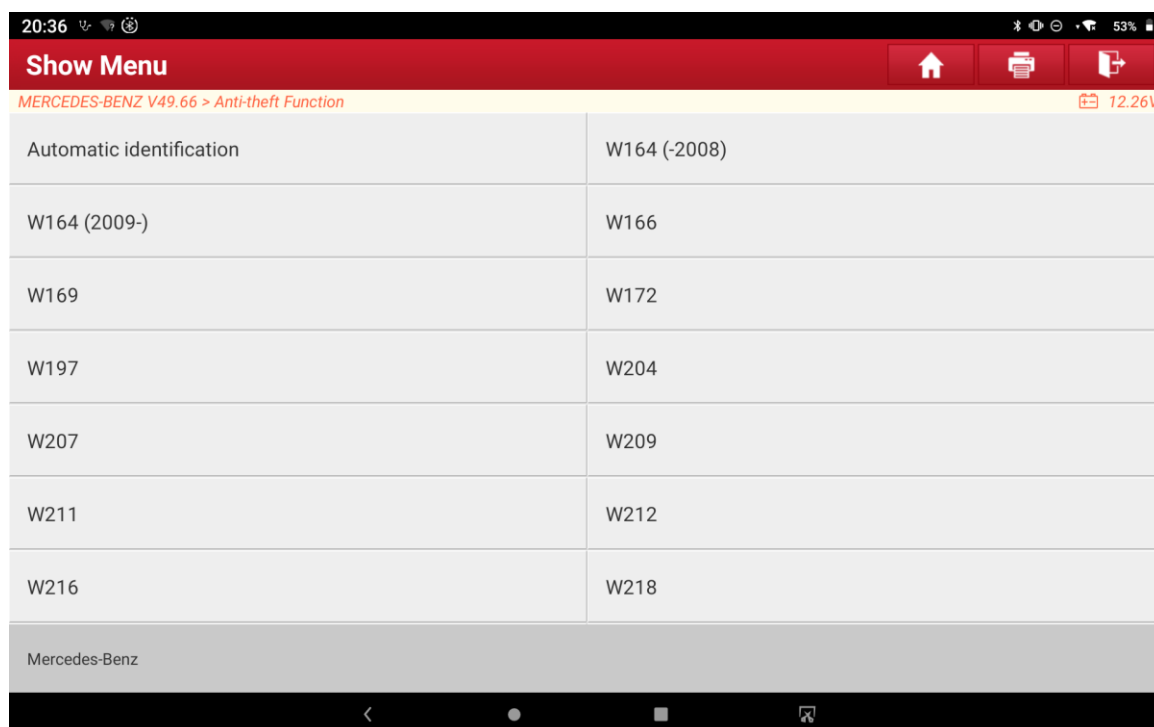 20:36
53%
Show Menu
MERCEDES-BENZ V49.66 > Anti-theft Function
12.26V
Automatic identification
W164 (-2008)
W164 (2009-)
W166
W169
W172
W197
W204
W207
W209
W211
W212
W216
W218
Mercedes-Benz